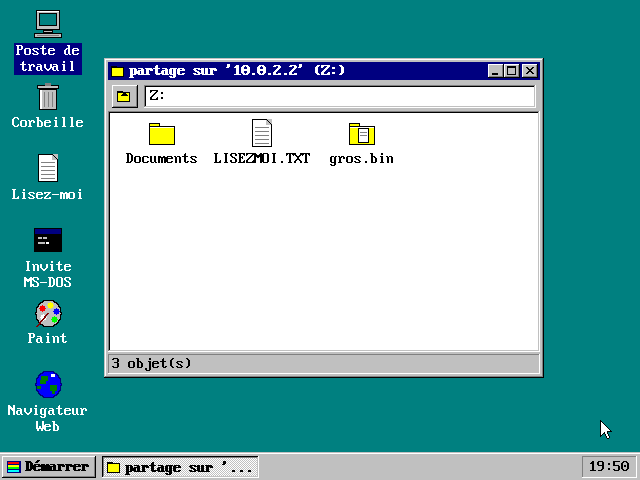 Poste de
travail
Corbeille
Lisez-moi
Invite
MS-DOS
Paint
Navigateur
Web
partage sur '10.0.2.2' (Z:)
Z:
Documents
LISEZMOI.TXT
gros.bin
3 objet(s)
Démarrer
partage sur '...
19:50